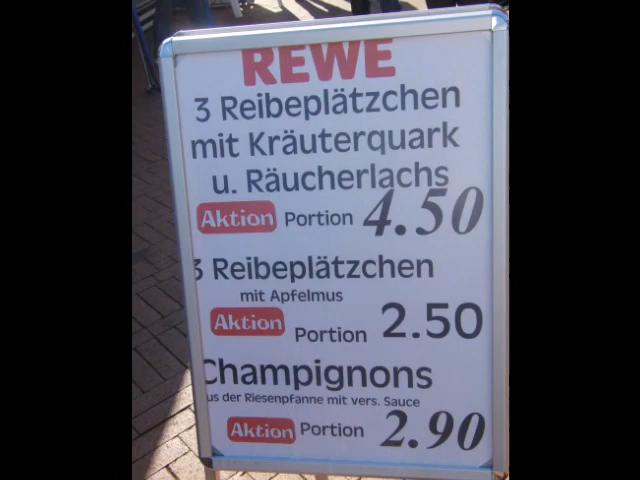 REWE
3 Reibeplätzchen
mit Kräuterquark
u. Räucherlachs
Aktion Portion 4.50
3 Reibeplätzchen
mit Apfelmus
Aktion Portion 2.50
Champignons
us der Riesenpfanne mit vers. Sauce
Aktion Portion 2.90